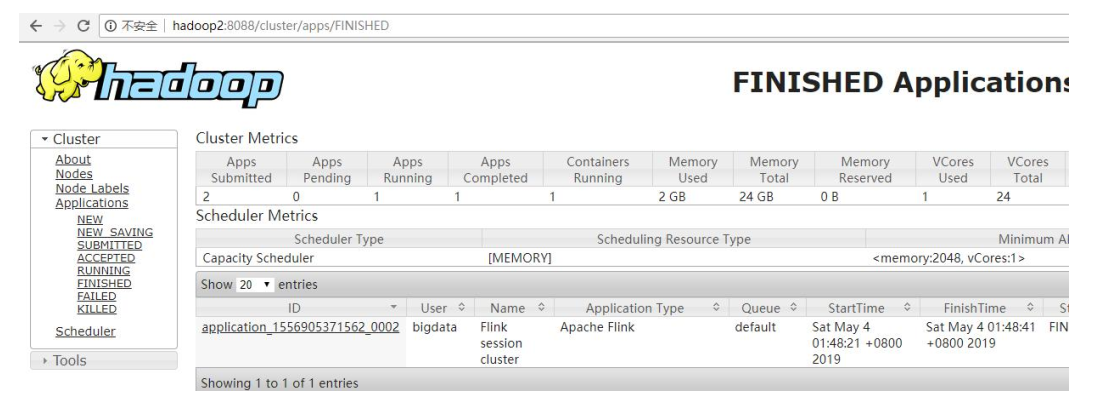 不安全 hadoop2:8088/cluster/apps/FINISHED
hadoop
FINISHED Applications
Cluster
About
Nodes
Node Labels
Applications
NEW
NEW_SAVING
SUBMITTED
ACCEPTED
RUNNING
FINISHED
FAILED
KILLED
Scheduler
Tools
Cluster Metrics
Apps Submitted Apps Pending Apps Running Apps Completed Containers Running Memory Used Memory Total Memory Reserved VCores Used VCores Total
2 0 1 1 1 2 GB 24 GB 0 B 1 24
Scheduler Metrics
Scheduler Type Scheduling Resource Type Minimum Al
Capacity Scheduler [MEMORY] <memory:2048, vCores:1>
Show 20 entries
ID User Name Application Type Queue StartTime FinishTime St
application_1556905371562_0002 bigdata Flink session cluster Apache Flink default Sat May 4 01:48:21 +0800 2019 Sat May 4 01:48:41 +0800 2019 FIN
Showing 1 to 1 of 1 entries